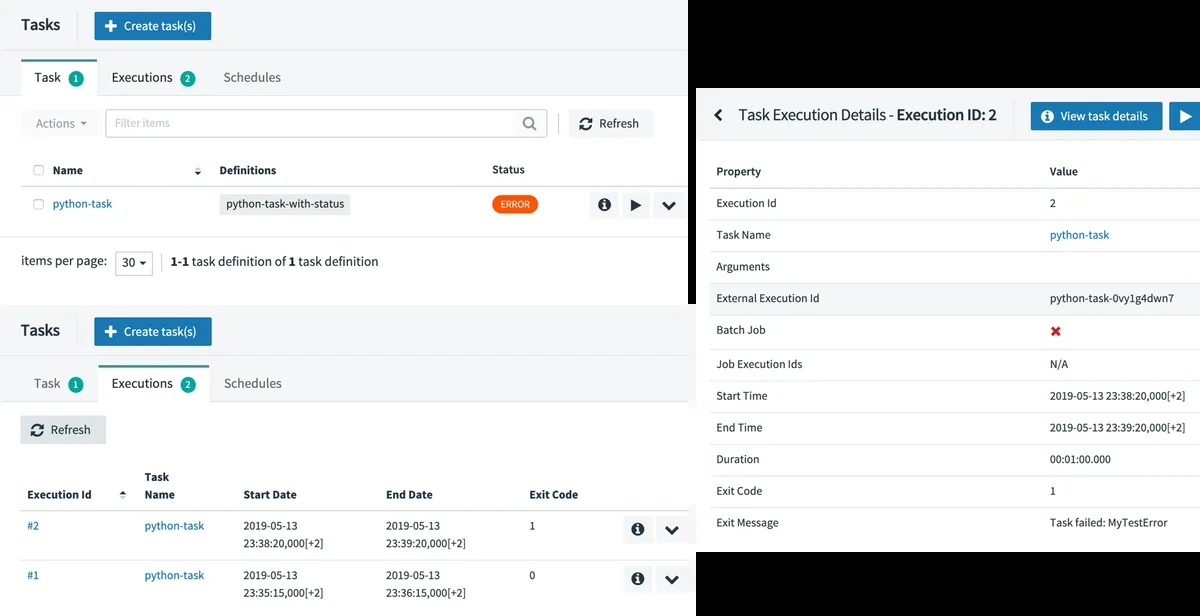 Tasks
Create task(s)
Task 1
Executions 2
Schedules
Actions
Filter items
Refresh
Name Definitions Status
python-task python-task-with-status ERROR
items per page: 30 1-1 task definition of 1 task definition
Tasks
Create task(s)
Task 1
Executions 2
Schedules
Refresh
Task
Execution Id Name Start Date End Date Exit Code
#2 python-task 2019-05-13 2019-05-13 1
23:38:20,000[+2] 23:39:20,000[+2]
#1 python-task 2019-05-13 2019-05-13 0
23:35:15,000[+2] 23:36:15,000[+2]
Task Execution Details - Execution ID: 2
View task details
Property Value
Execution Id 2
Task Name python-task
Arguments
External Execution Id python-task-0vy1g4dwn7
Batch Job
Job Execution Ids N/A
Start Time 2019-05-13 23:38:20,000[+2]
End Time 2019-05-13 23:39:20,000[+2]
Duration 00:01:00.000
Exit Code 1
Exit Message Task failed: MyTestError